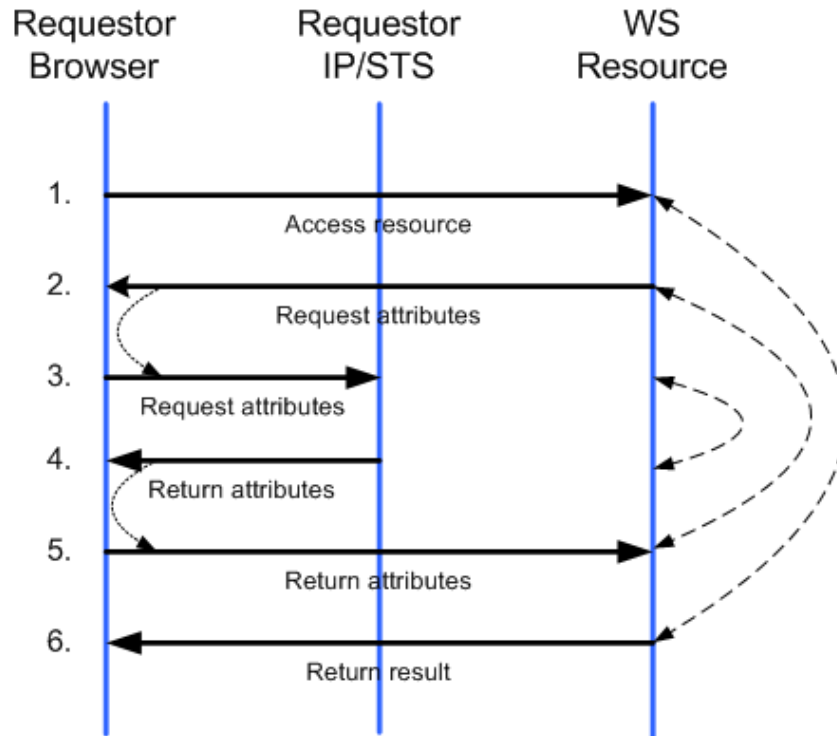 Requestor Browser
Requestor IP/STS
WS Resource
1.
Access resource
2.
Request attributes
3.
Request attributes
4.
Return attributes
5.
Return attributes
6.
Return result